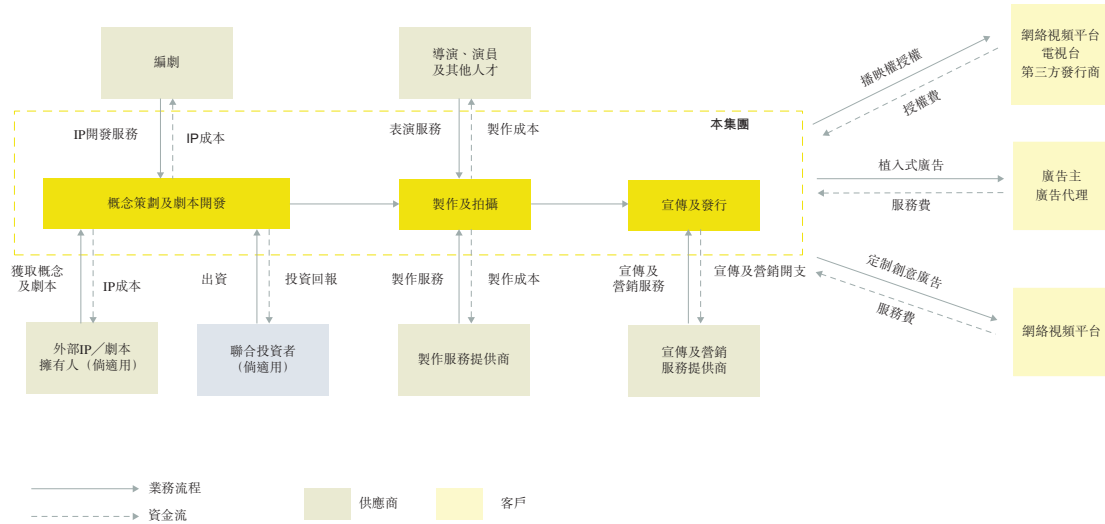 編劇
導演、演員
及其他人才
網絡視頻平台
電視台
第三方發行商
播映權授權
授權費
本集團
IP開發服務
IP成本
表演服務
製作成本
概念策劃及劇本開發
製作及拍攝
宣傳及發行
植入式廣告
服務費
廣告主
廣告代理
獲取概念
及劇本
IP成本
出資
投資回報
製作服務
製作成本
宣傳及
營銷服務
宣傳及營銷開支
定制創意廣告
服務費
外部IP／劇本
擁有人（倘適用）
聯合投資者
（倘適用）
製作服務提供商
宣傳及營銷
服務提供商
網絡視頻平台
業務流程
資金流
供應商
客戶